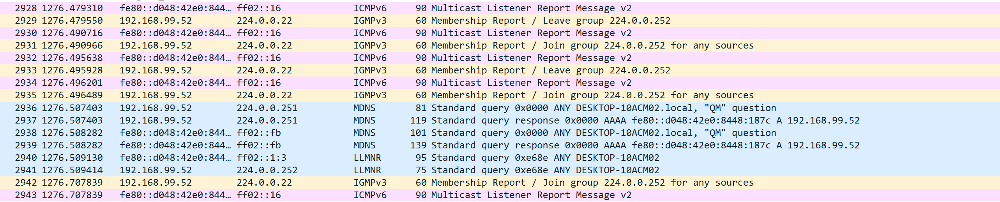 2928 1276.479310 fe80::d048:42e0:844… ff02::16 ICMPv6 90 Multicast Listener Report Message v2
2929 1276.479550 192.168.99.52 224.0.0.22 IGMPv3 60 Membership Report / Leave group 224.0.0.252
2930 1276.490716 fe80::d048:42e0:844… ff02::16 ICMPv6 90 Multicast Listener Report Message v2
2931 1276.490966 192.168.99.52 224.0.0.22 IGMPv3 60 Membership Report / Join group 224.0.0.252 for any sources
2932 1276.495638 fe80::d048:42e0:844… ff02::16 ICMPv6 90 Multicast Listener Report Message v2
2933 1276.495928 192.168.99.52 224.0.0.22 IGMPv3 60 Membership Report / Leave group 224.0.0.252
2934 1276.496201 fe80::d048:42e0:844… ff02::16 ICMPv6 90 Multicast Listener Report Message v2
2935 1276.496489 192.168.99.52 224.0.0.22 IGMPv3 60 Membership Report / Join group 224.0.0.252 for any sources
2936 1276.507403 192.168.99.52 224.0.0.251 MDNS 81 Standard query 0x0000 ANY DESKTOP-10ACM02.local, "QM" question
2937 1276.507403 192.168.99.52 224.0.0.251 MDNS 119 Standard query response 0x0000 AAAA fe80::d048:42e0:8448:187c A 192.168.99.52
2938 1276.508282 fe80::d048:42e0:844… ff02::fb MDNS 101 Standard query 0x0000 ANY DESKTOP-10ACM02.local, "QM" question
2939 1276.508282 fe80::d048:42e0:844… ff02::fb MDNS 139 Standard query response 0x0000 AAAA fe80::d048:42e0:8448:187c A 192.168.99.52
2940 1276.509130 fe80::d048:42e0:844… ff02::1:3 LLMNR 95 Standard query 0xe68e ANY DESKTOP-10ACM02
2941 1276.509414 192.168.99.52 224.0.0.252 LLMNR 75 Standard query 0xe68e ANY DESKTOP-10ACM02
2942 1276.707839 192.168.99.52 224.0.0.22 IGMPv3 60 Membership Report / Join group 224.0.0.252 for any sources
2943 1276.707839 fe80::d048:42e0:844… ff02::16 ICMPv6 90 Multicast Listener Report Message v2